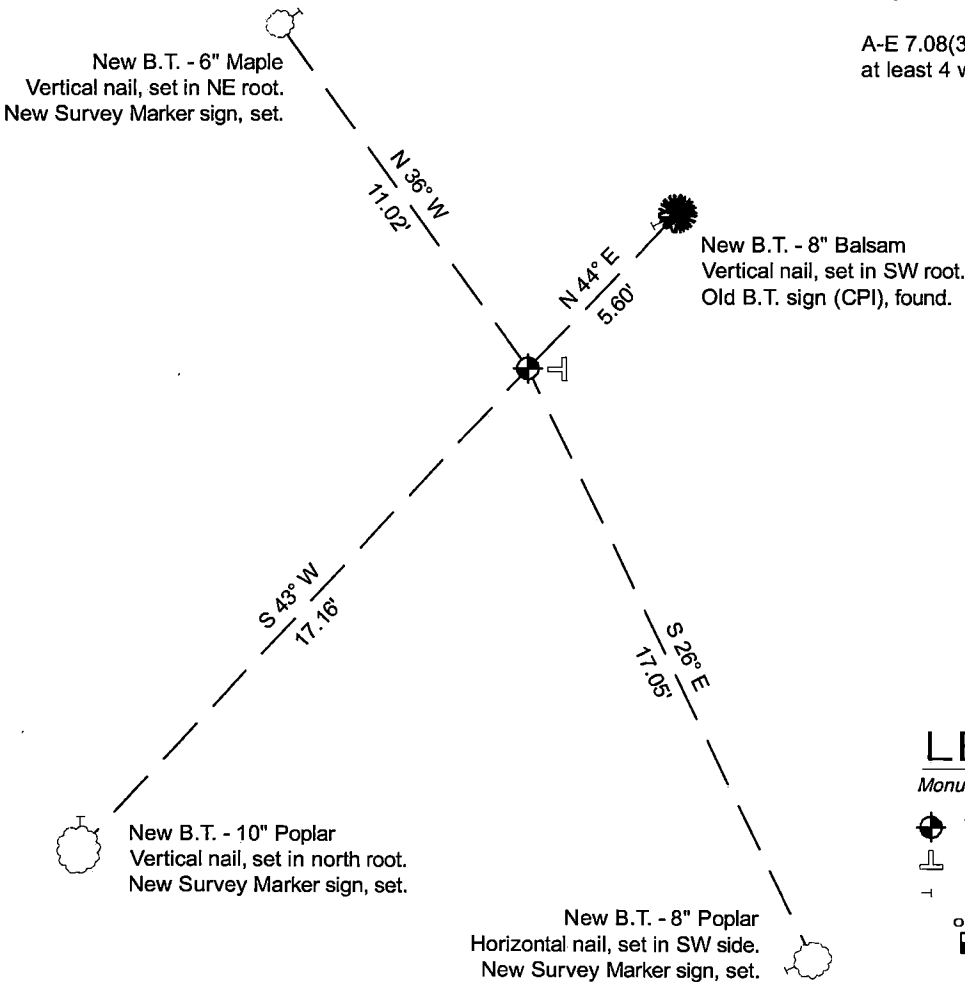 A-E 7.08(3
at least 4 w
New B.T. - 6" Maple
Vertical nail, set in NE root.
New Survey Marker sign, set.
N 36° W
11.02'
N 44° E
5.60'
New B.T. - 8" Balsam
Vertical nail, set in SW root.
Old B.T. sign (CPI), found.
S 43° W
17.16'
S 26° E
17.05'
New B.T. - 10" Poplar
Vertical nail, set in north root.
New Survey Marker sign, set.
New B.T. - 8" Poplar
Horizontal nail, set in SW side.
New Survey Marker sign, set.
Monu